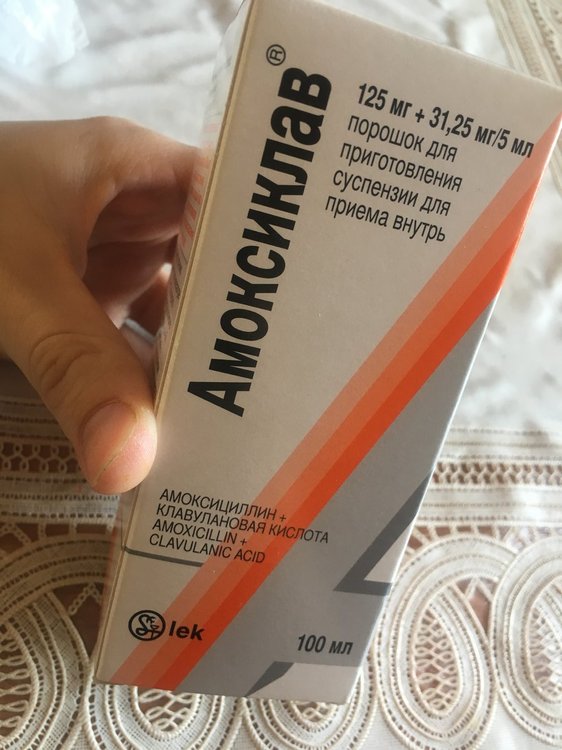 Амоксиклав®
125 мг + 31,25 мг/5 мл
порошок для
приготовления
суспензии для
приема внутрь
АМОКСИЦИЛЛИН +
КЛАВУЛАНОВАЯ КИСЛОТА
AMOXICILLIN +
CLAVULANIC ACID
lek
100 мл